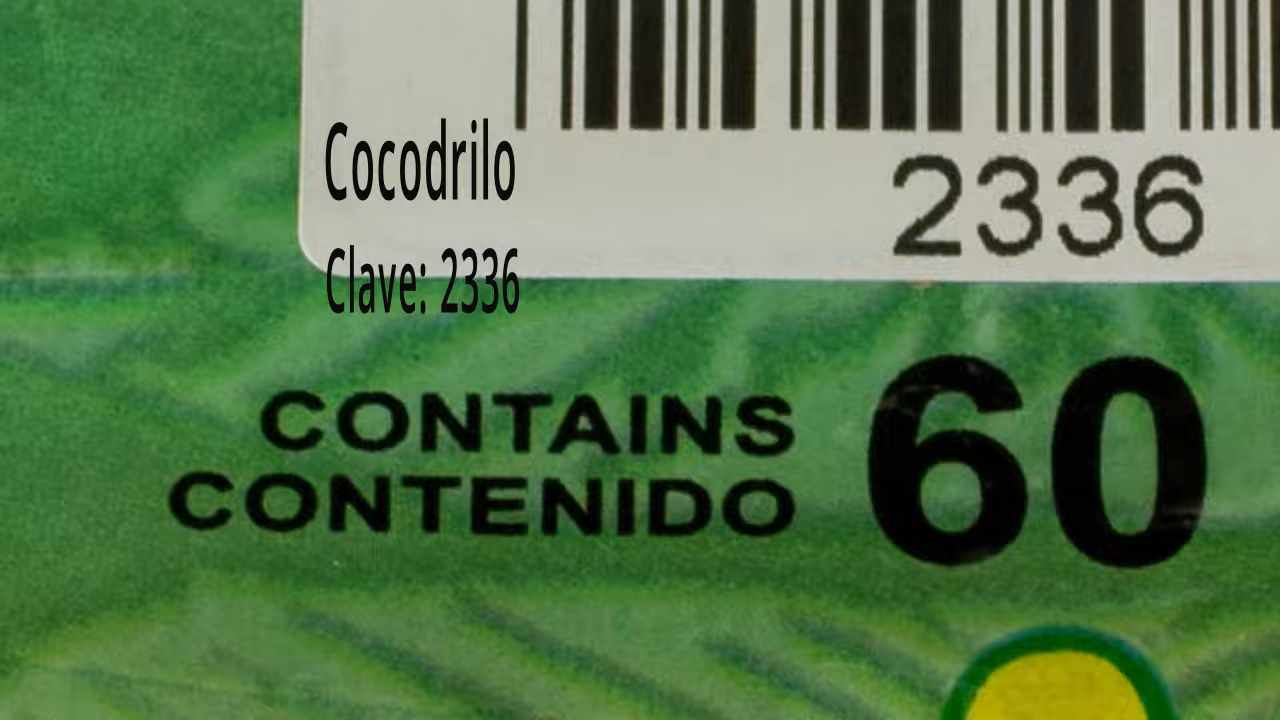 Cocodrilo
2336
Clave: 2336
CONTAINS
CONTENIDO
60